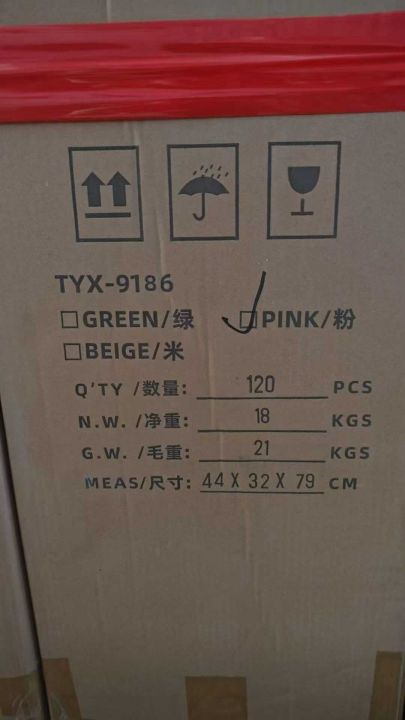 TYX-9186
□GREEN/绿 □PINK/粉
□BEIGE/米
Q'TY /数量: 120 PCS
N.W. /净重: 18 KGS
G.W. /毛重: 21 KGS
MEAS/尺寸: 44 X 32 X 79 CM